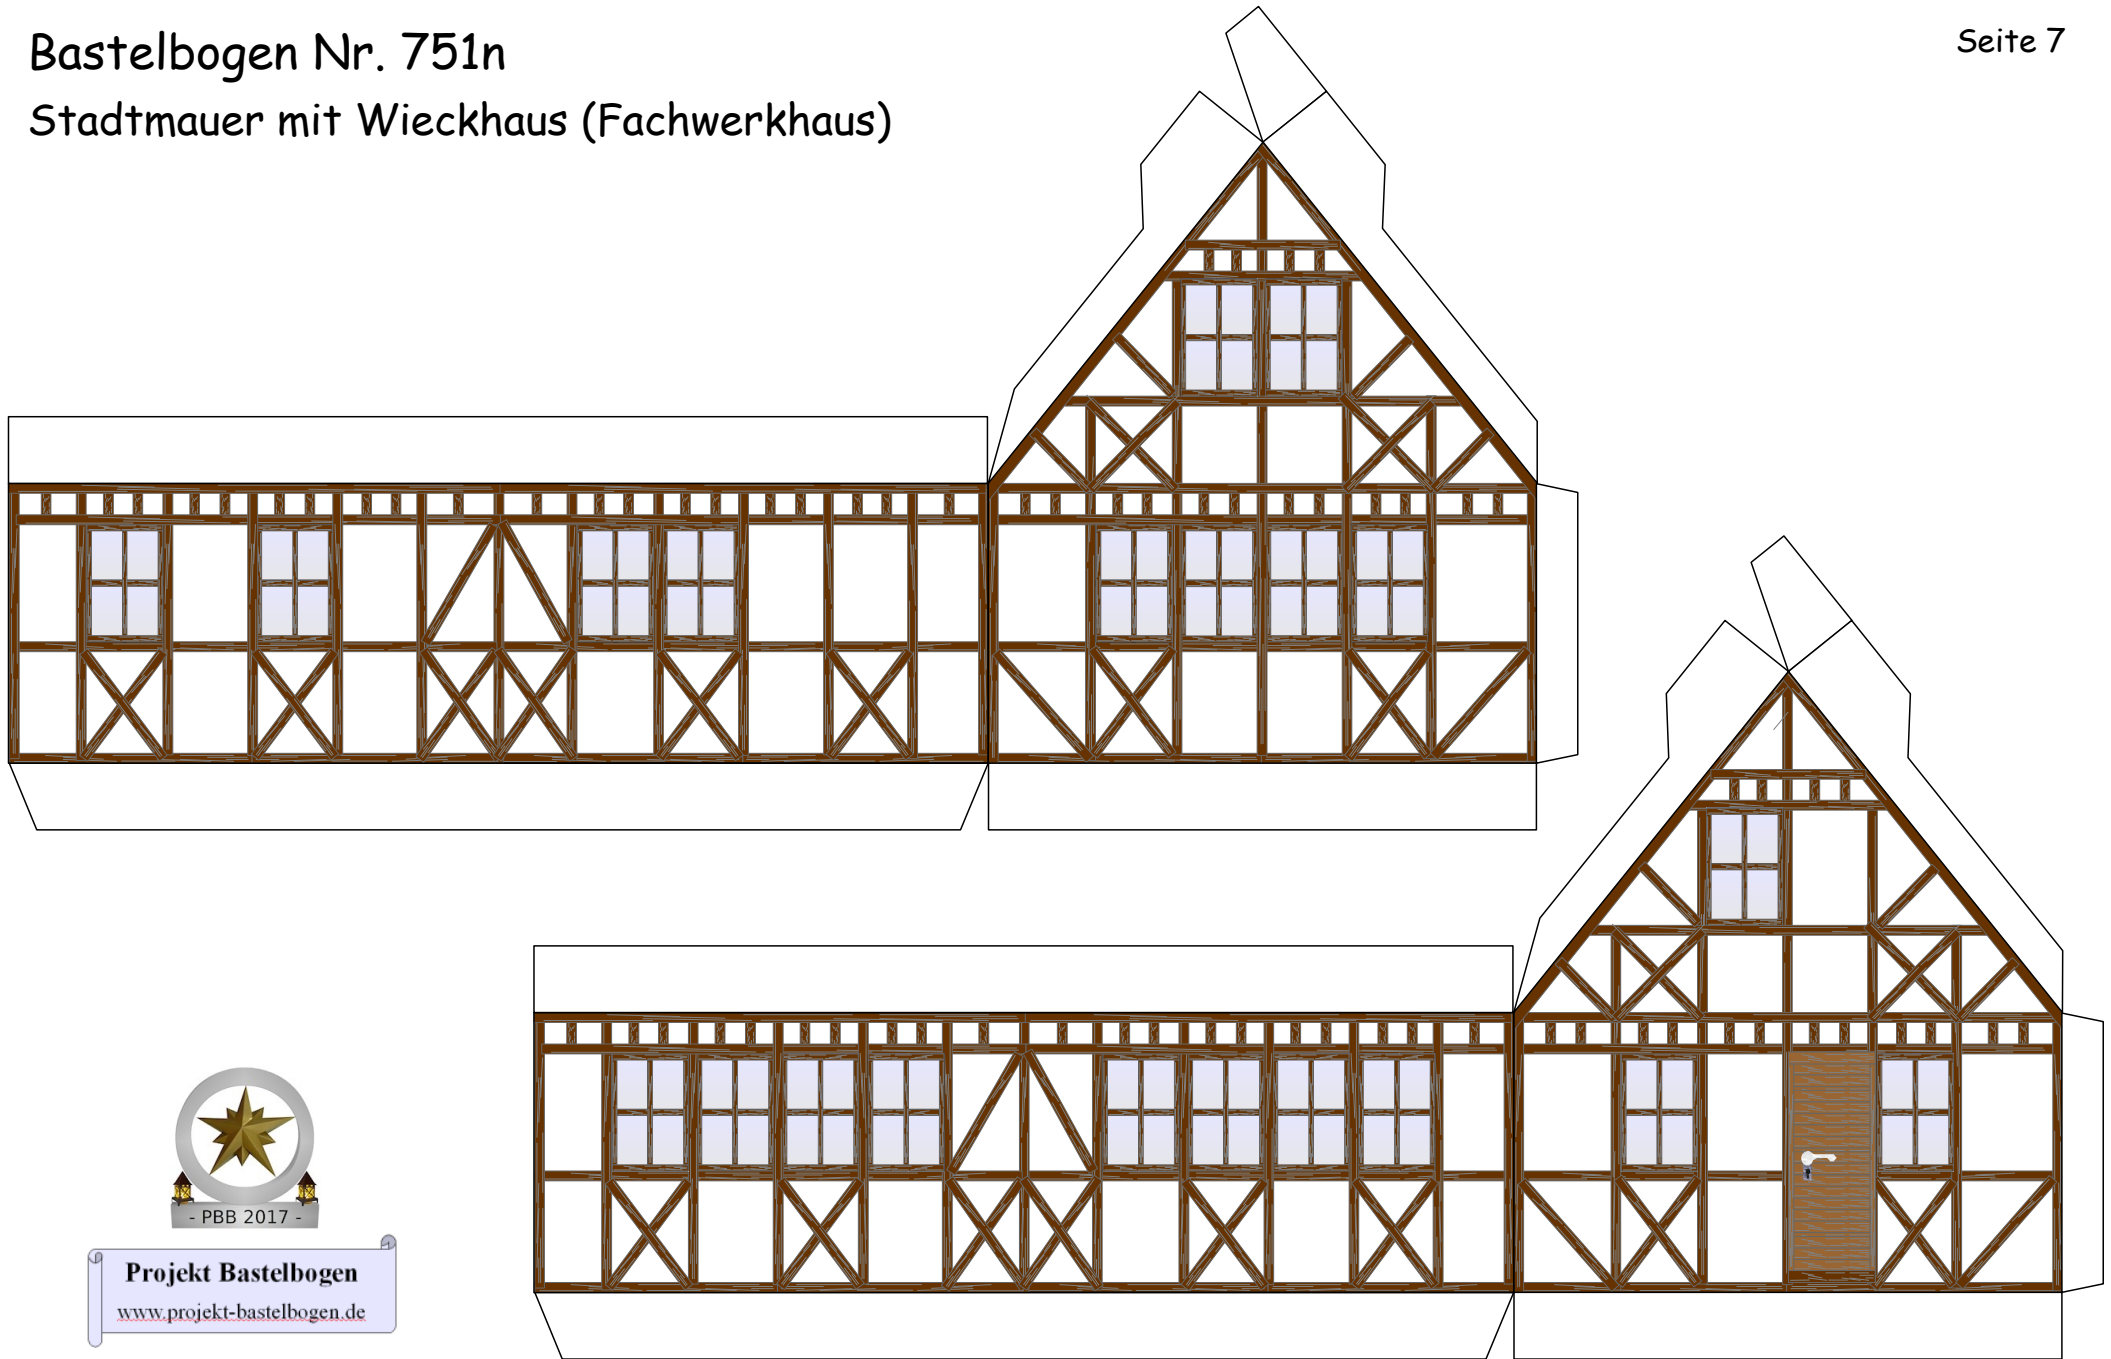 Bastelbogen Nr. 751n
Seite 7
Stadtmauer mit Wieckhaus (Fachwerkhaus)
- PBB 2017 -
Projekt Bastelbogen
www.projekt-bastelbogen.de